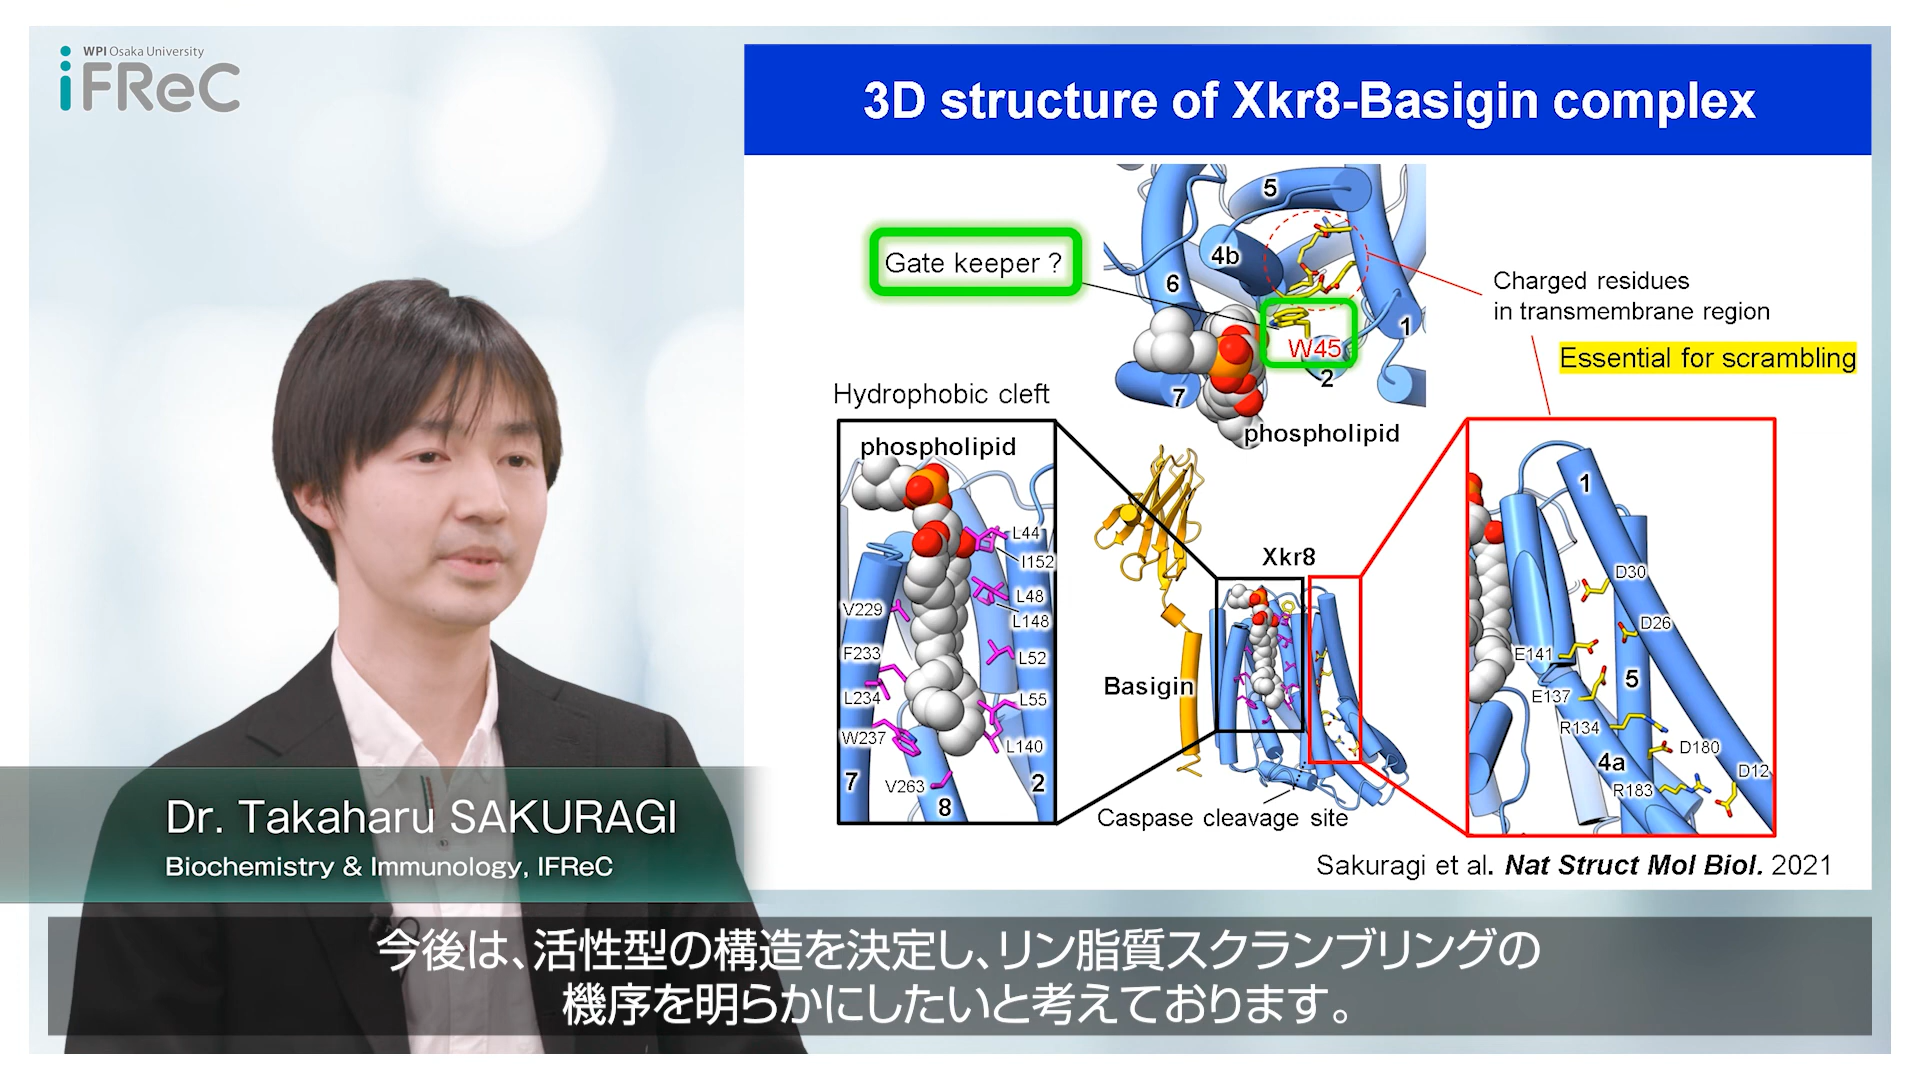 WPI Osaka University
iFReC
3D structure of Xkr8-Basigin complex
5
Gate keeper ?
4b
6
1
W45
2
7
phospholipid
Charged residues
in transmembrane region
Essential for scrambling
Hydrophobic cleft
phospholipid
L44
I152
L48
V229
L148
F233
L52
L234
L55
W237
L140
V263
7
8
2
Xkr8
Basigin
Caspase cleavage site
1
D30
D26
E141
5
E137
R134
D180
4a
D12
R183
Sakuragi et al. Nat Struct Mol Biol. 2021
Dr. Takaharu SAKURAGI
Biochemistry & Immunology, IFReC
今後は、活性型の構造を決定し、リン脂質スクランブリングの
機序を明らかにしたいと考えております。